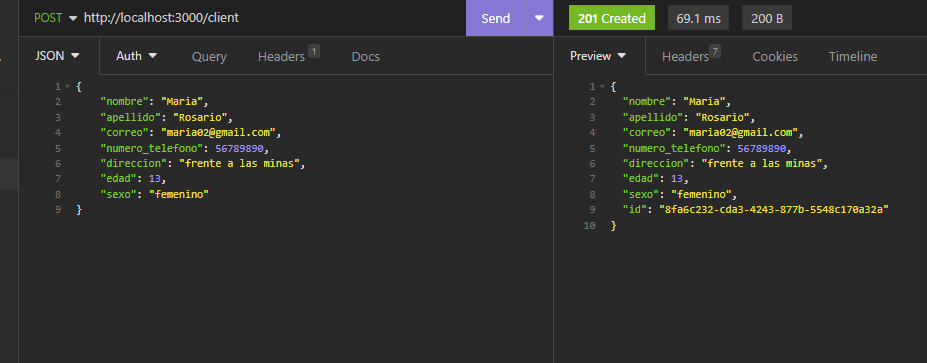 POST http://localhost:3000/client Send 201 Created 69.1 ms 200 B
JSON Auth Query Headers 1 Docs Preview Headers 7 Cookies Timeline
1 {
2 "nombre": "Maria",
3 "apellido": "Rosario",
4 "correo": "maria02@gmail.com",
5 "numero_telefono": 56789890,
6 "direccion": "frente a las minas",
7 "edad": 13,
8 "sexo": "femenino"
9 }
1 {
2 "nombre": "Maria",
3 "apellido": "Rosario",
4 "correo": "maria02@gmail.com",
5 "numero_telefono": 56789890,
6 "direccion": "frente a las minas",
7 "edad": 13,
8 "sexo": "femenino",
9 "id": "8fa6c232-cda3-4243-877b-5548c170a32a"
10 }